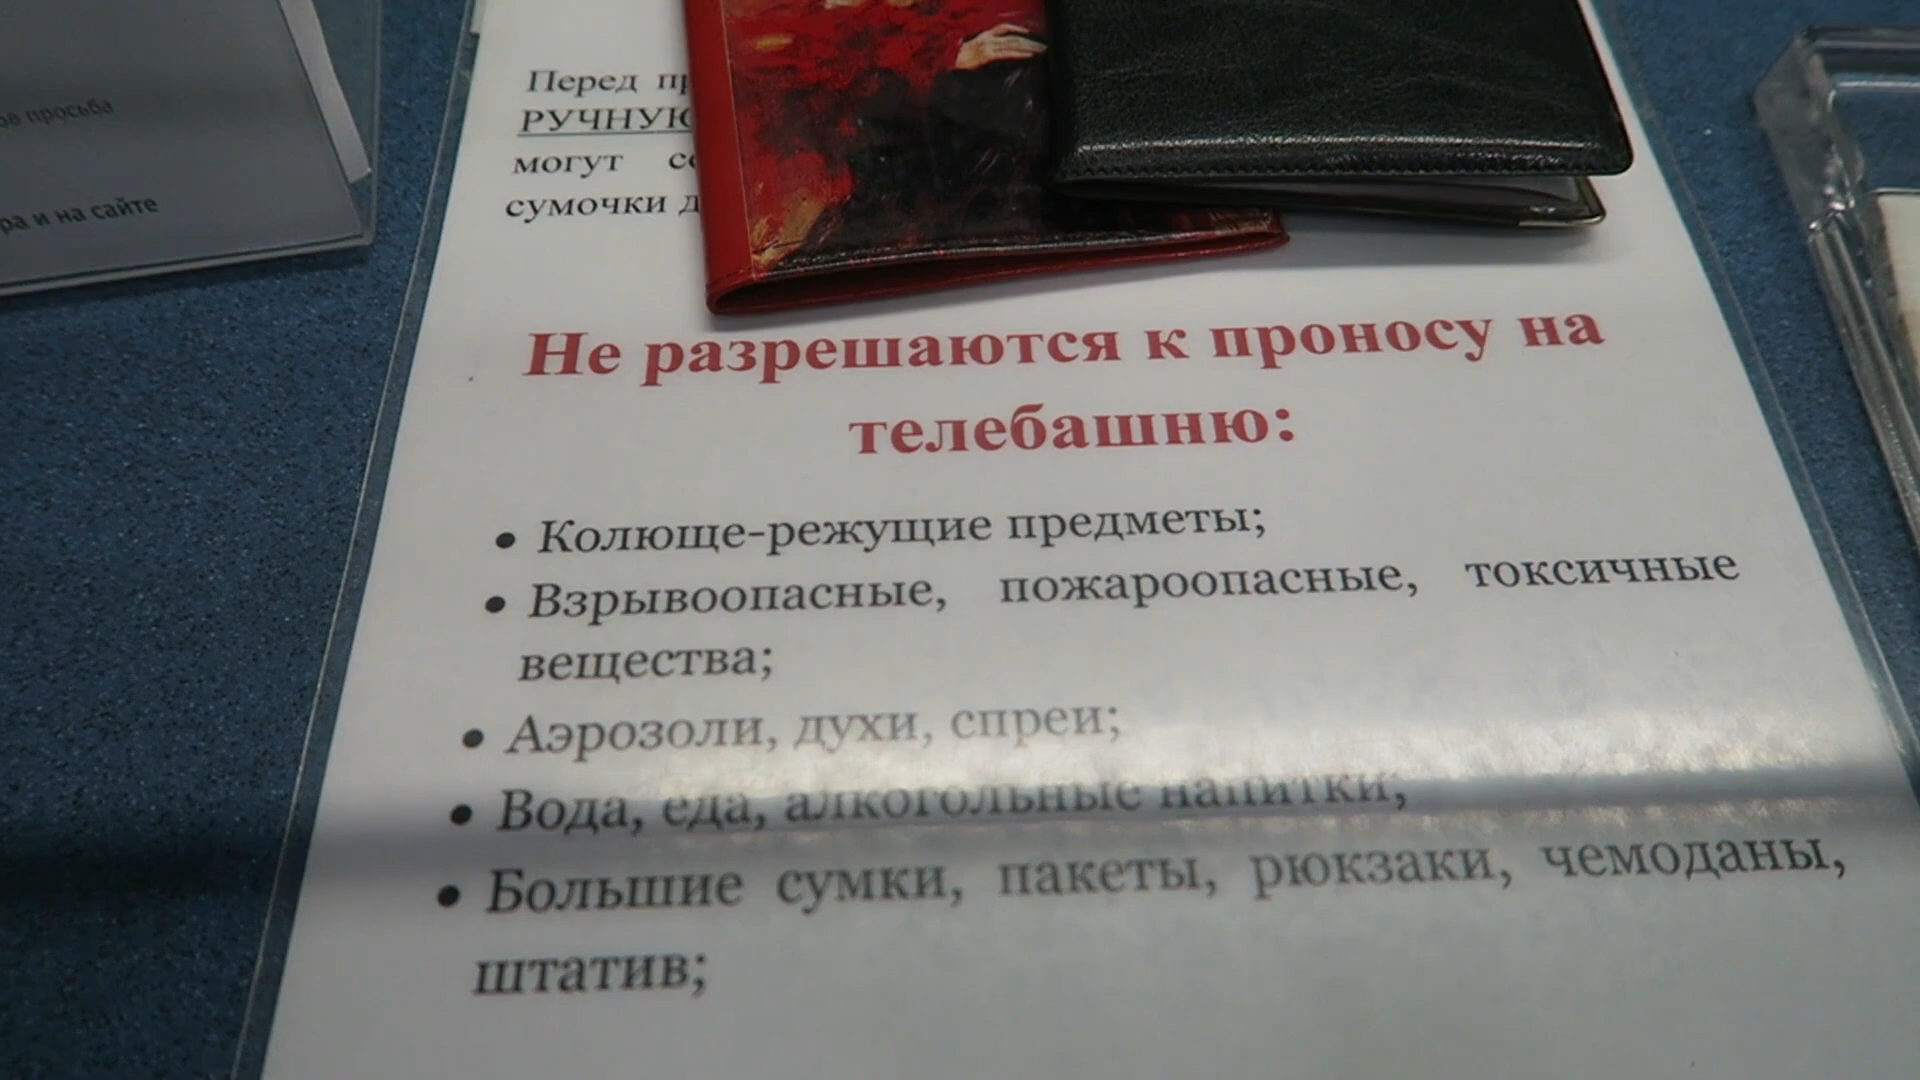 просьба
ра и на сайте
Перед пр
РУЧНУЮ
могут со
сумочки д
Не разрешаются к проносу на
телебашню:
• Колюще-режущие предметы;
• Взрывоопасные, пожароопасные, токсичные
вещества;
• Аэрозоли, духи, спреи;
• Вода, еда, алкогольные напитки;
• Большие сумки, пакеты, рюкзаки, чемоданы,
штатив;